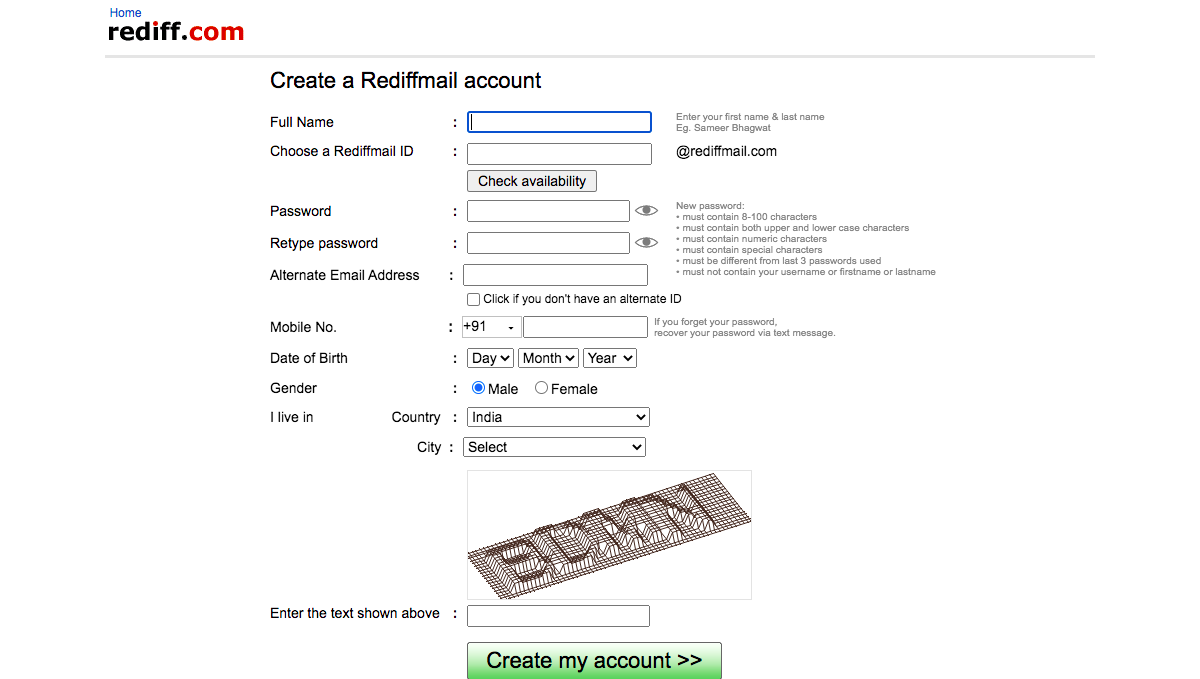 Home
rediff.com
Create a Rediffmail account
Full Name :
Enter your first name & last name
Eg. Sameer Bhagwat
Choose a Rediffmail ID : @rediffmail.com
Check availability
Password :
Retype password :
New password:
• must contain 8-100 characters
• must contain both upper and lower case characters
• must contain numeric characters
• must contain special characters
• must be different from last 3 passwords used
• must not contain your username or firstname or lastname
Alternate Email Address :
Click if you don't have an alternate ID
Mobile No. : +91
If you forget your password,
recover your password via text message.
Date of Birth : Day Month Year
Gender : Male Female
I live in Country : India
City : Select
Enter the text shown above :
Create my account >>